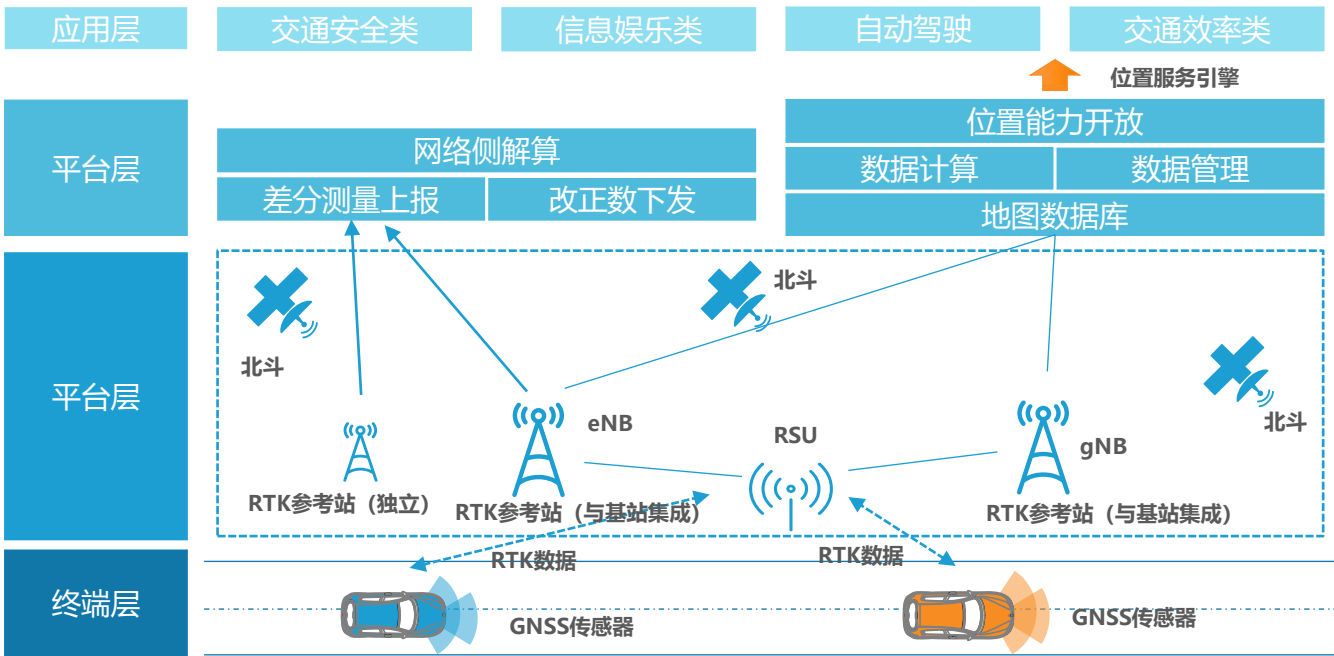 应用层
交通安全类
信息娱乐类
自动驾驶
交通效率类
位置服务引擎
平台层
网络侧解算
差分测量上报
改正数下发
位置能力开放
数据计算
数据管理
地图数据库
平台层
北斗
北斗
北斗
eNB
RSU
gNB
RTK参考站（独立）
RTK参考站（与基站集成）
RTK参考站（与基站集成）
RTK数据
RTK数据
终端层
GNSS传感器
GNSS传感器